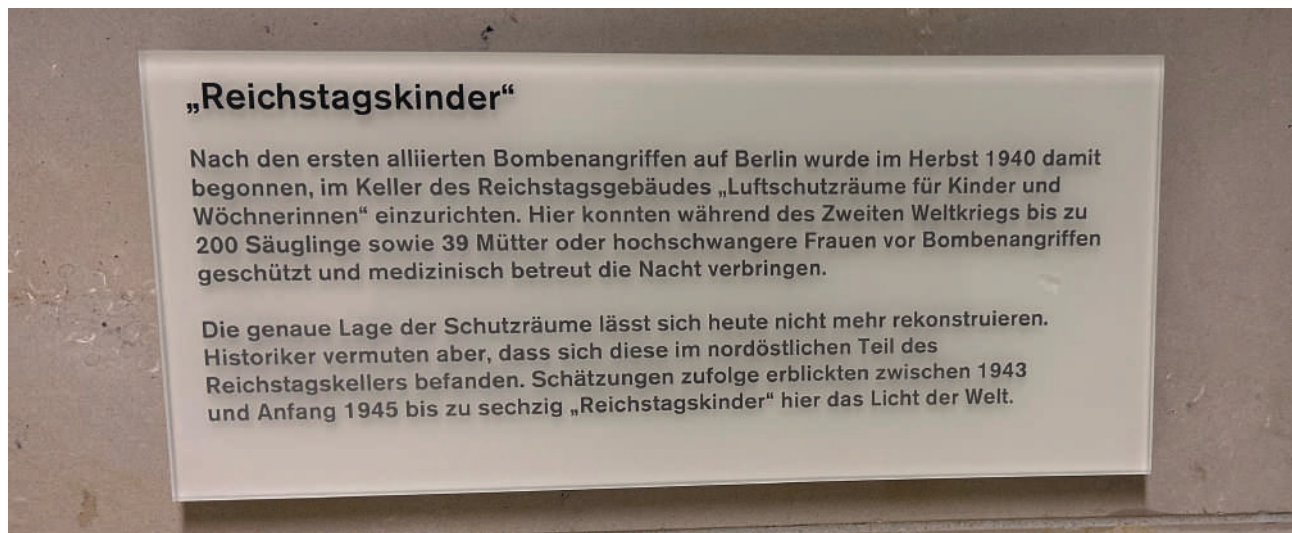 „Reichstagskinder“
Nach den ersten alliierten Bombenangriffen auf Berlin wurde im Herbst 1940 damit
begonnen, im Keller des Reichstagsgebäudes „Luftschutzräume für Kinder und
Wöchnerinnen“ einzurichten. Hier konnten während des Zweiten Weltkriegs bis zu
200 Säuglinge sowie 39 Mütter oder hochschwangere Frauen vor Bombenangriffen
geschützt und medizinisch betreut die Nacht verbringen.
Die genaue Lage der Schutzräume lässt sich heute nicht mehr rekonstruieren.
Historiker vermuten aber, dass sich diese im nordöstlichen Teil des
Reichstagskellers befanden. Schätzungen zufolge erblickten zwischen 1943
und Anfang 1945 bis zu sechzig „Reichstagskinder“ hier das Licht der Welt.